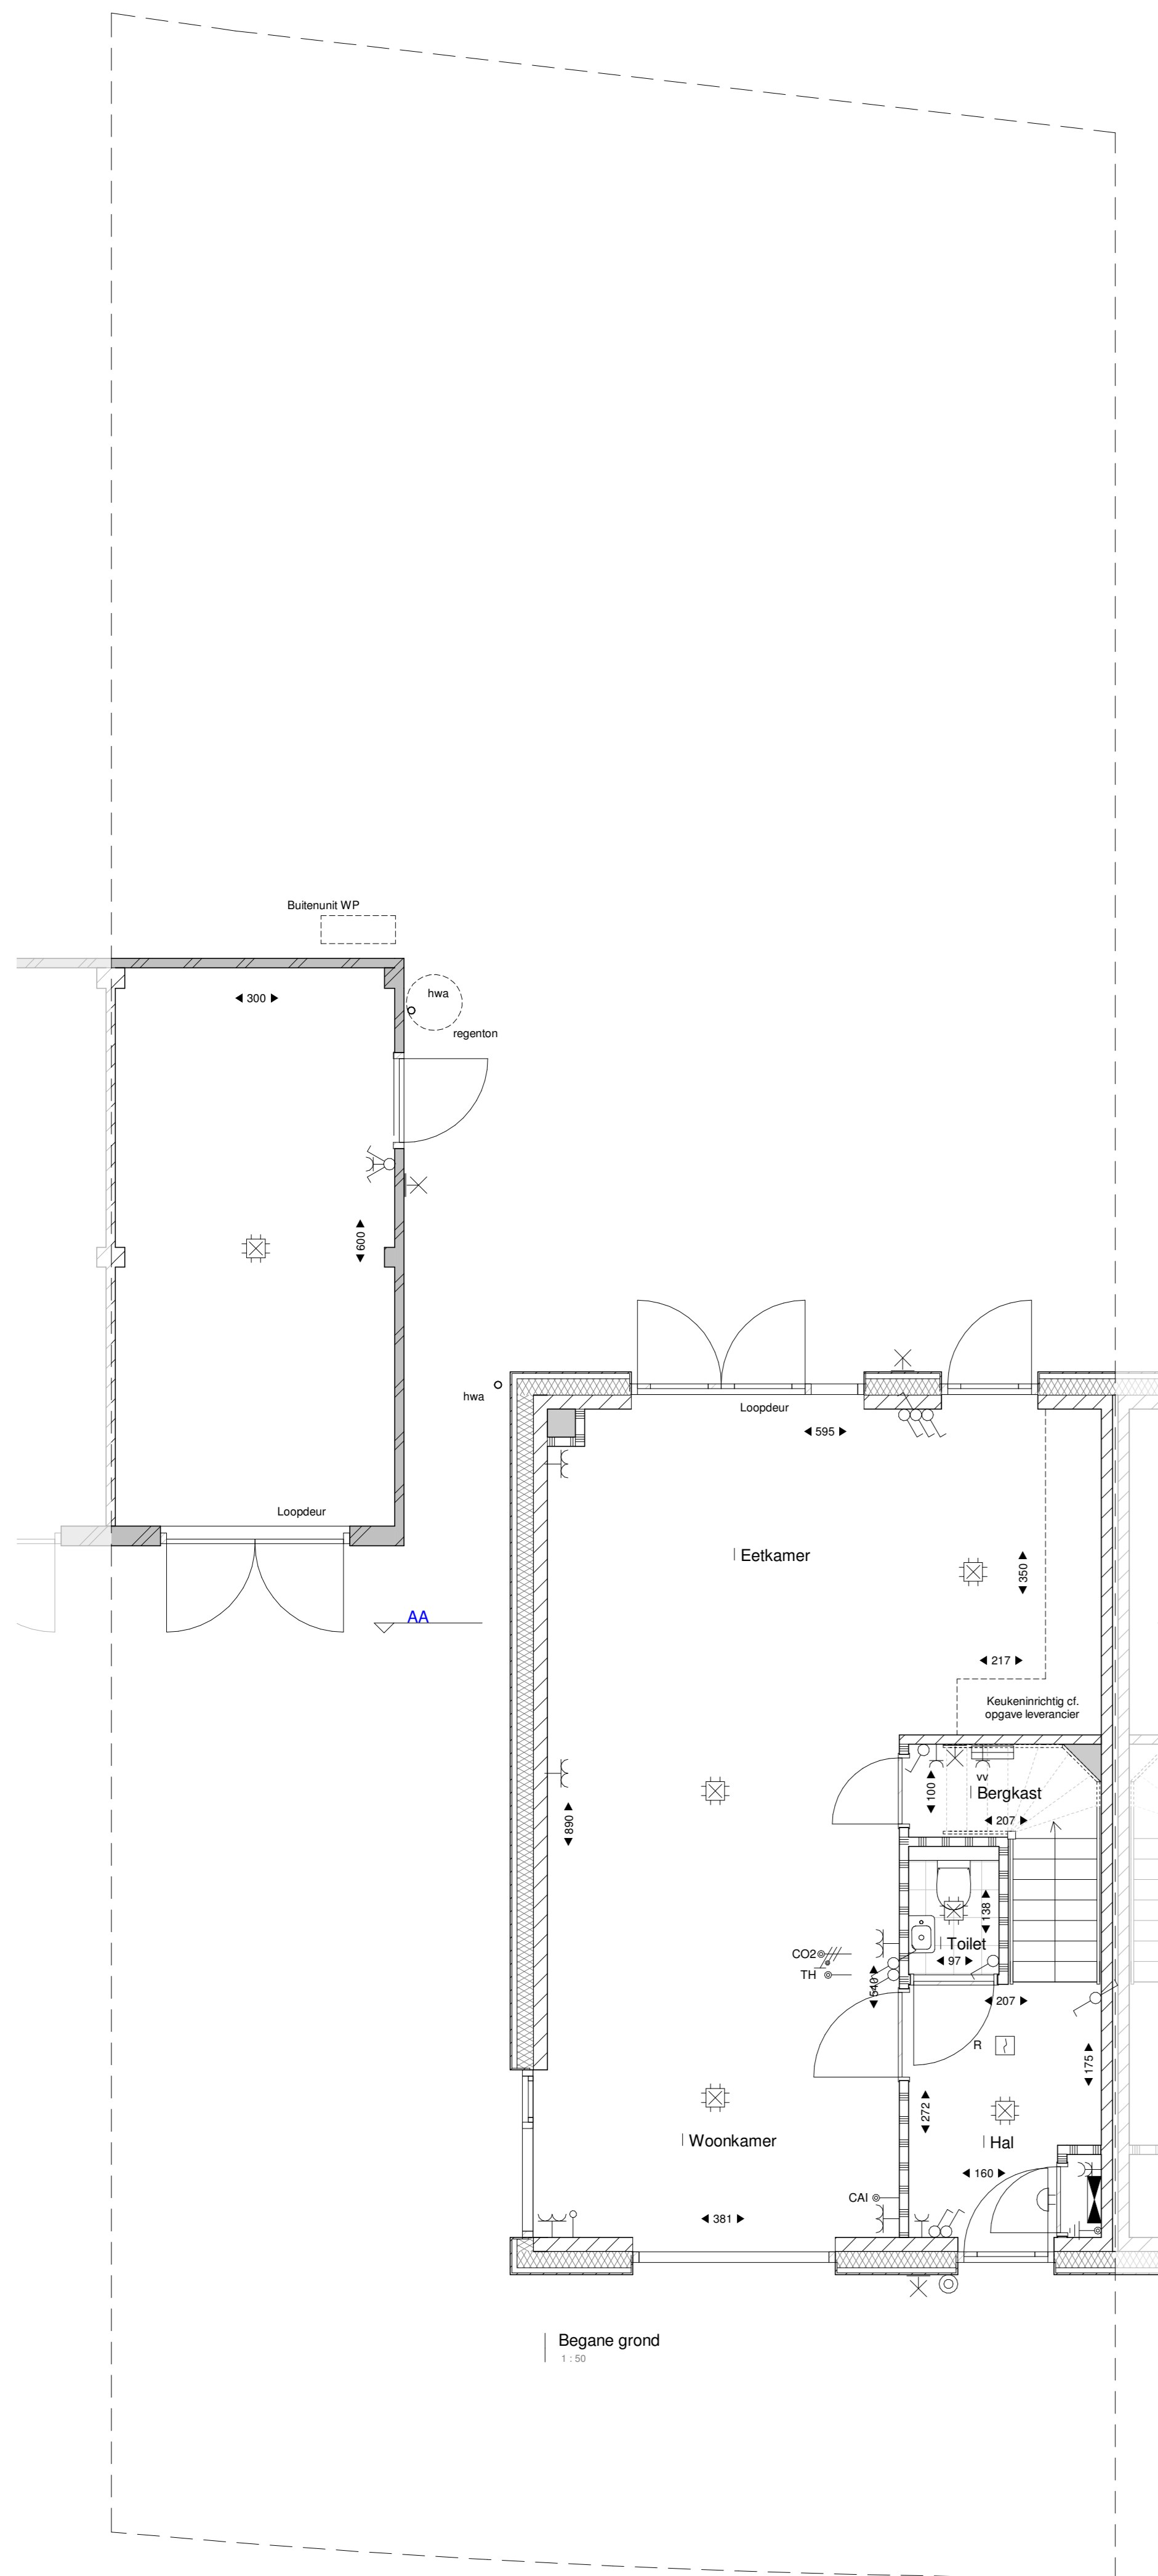 Buitenunit WP
300
hwa
regenton
600
hwa
Loopdeur
595
Loopdeur
Eetkamer
350
AA
217
Keukeninrichtig cf.
opgave leverancier
vv
100
Bergkast
890
207
138
Toilet
CO2
97
TH
540
207
R
175
272
Woonkamer
Hal
160
CAI
381
Begane grond
1 : 50